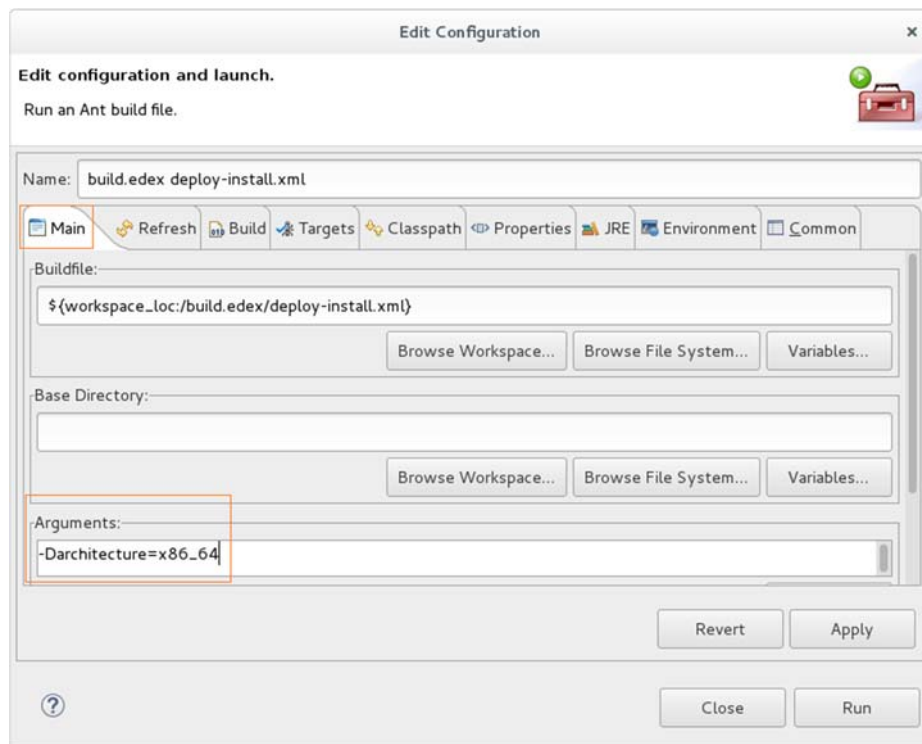 Edit Configuration
Edit configuration and launch.
Run an Ant build file.
Name: build.edex deploy-install.xml
Main Refresh Build Targets Classpath Properties JRE Environment Common
Buildfile:
${workspace_loc:/build.edex/deploy-install.xml}
Browse Workspace... Browse File System... Variables...
Base Directory:
Browse Workspace... Browse File System... Variables...
Arguments:
-Darchitecture=x86_64
Revert Apply
Close Run